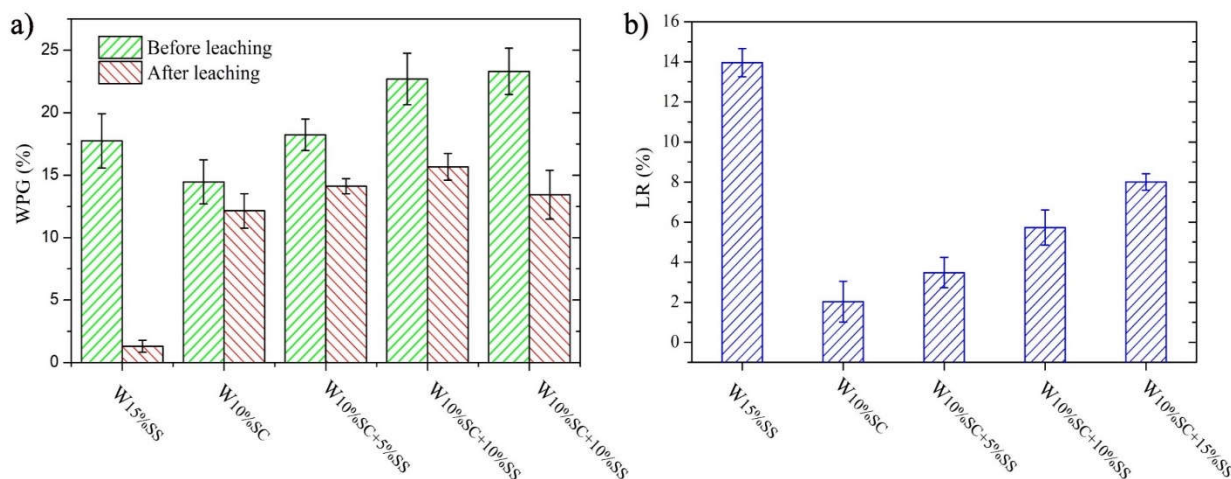 a)
Before leaching
After leaching
25
20
15
10
5
0
WPG (%)
W15%SS
W10%SC
W10%SC+5%SS
W10%SC+10%SS
W10%SC+10%SS
b)
16
14
12
10
8
6
4
2
0
LR (%)
W15%SS
W10%SC
W10%SC+5%SS
W10%SC+10%SS
W10%SC+15%SS